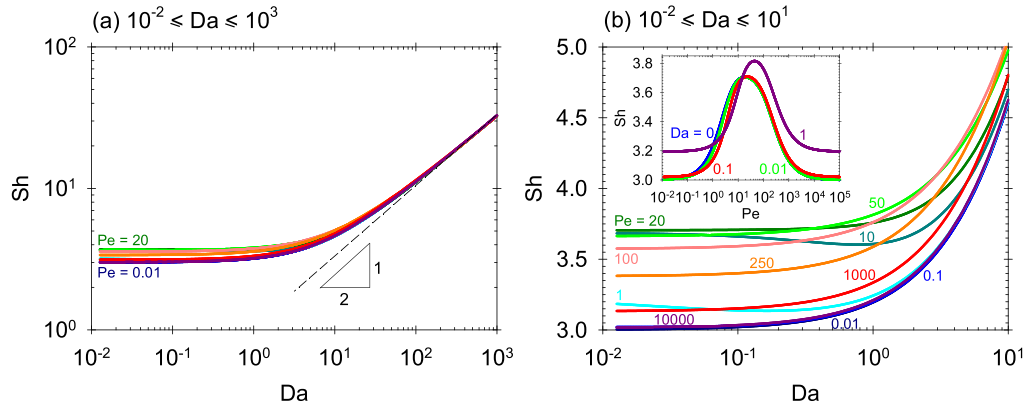 (a) 10⁻² ⩽ Da ⩽ 10³
10²
10¹
10⁰
Sh
Pe = 20
Pe = 0.01
1
2
10⁻² 10⁻¹ 10⁰ 10¹ 10² 10³
Da
(b) 10⁻² ⩽ Da ⩽ 10¹
5.0
4.5
4.0
3.5
3.0
Sh
3.8
3.6
3.4
3.2
3.0
Sh
Da = 0
1
0.1
0.01
10⁻² 10⁻¹ 10⁰ 10¹ 10² 10³ 10⁴ 10⁵
Pe
Pe = 20
50
10
100
250
1000
0.1
1
10000
0.01
10⁻² 10⁻¹ 10⁰ 10¹
Da